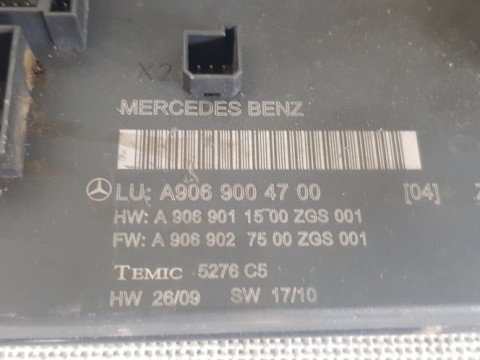 X2
MERCEDES BENZ
LU: A906 900 47 00 [04]
HW: A 906 901 15 00 ZGS 001
FW: A 906 902 75 00 ZGS 001
TEMIC 5276 C5
HW 26/09 SW 17/10